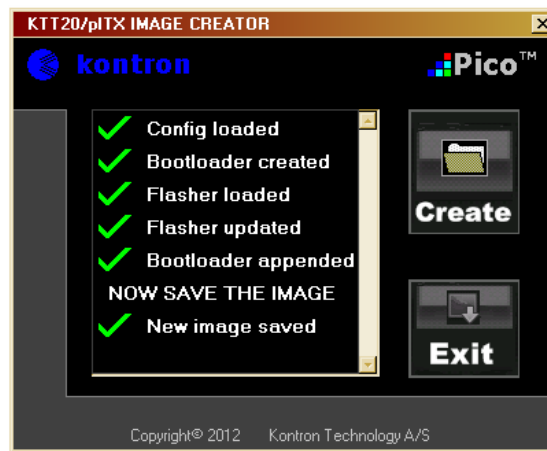 KTT20/pITX IMAGE CREATOR
kontron
Pico™
Config loaded
Bootloader created
Flasher loaded
Flasher updated
Bootloader appended
NOW SAVE THE IMAGE
New image saved
Create
Exit
Copyright© 2012 Kontron Technology A/S